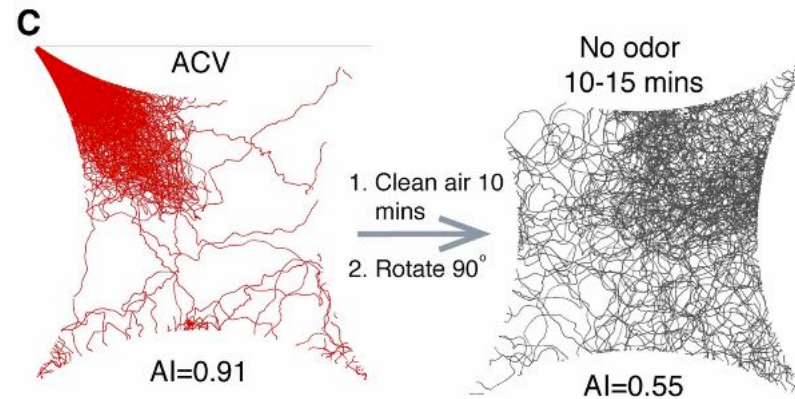 C
ACV
AI=0.91
1. Clean air 10
mins
2. Rotate 90°
No odor
10-15 mins
AI=0.55